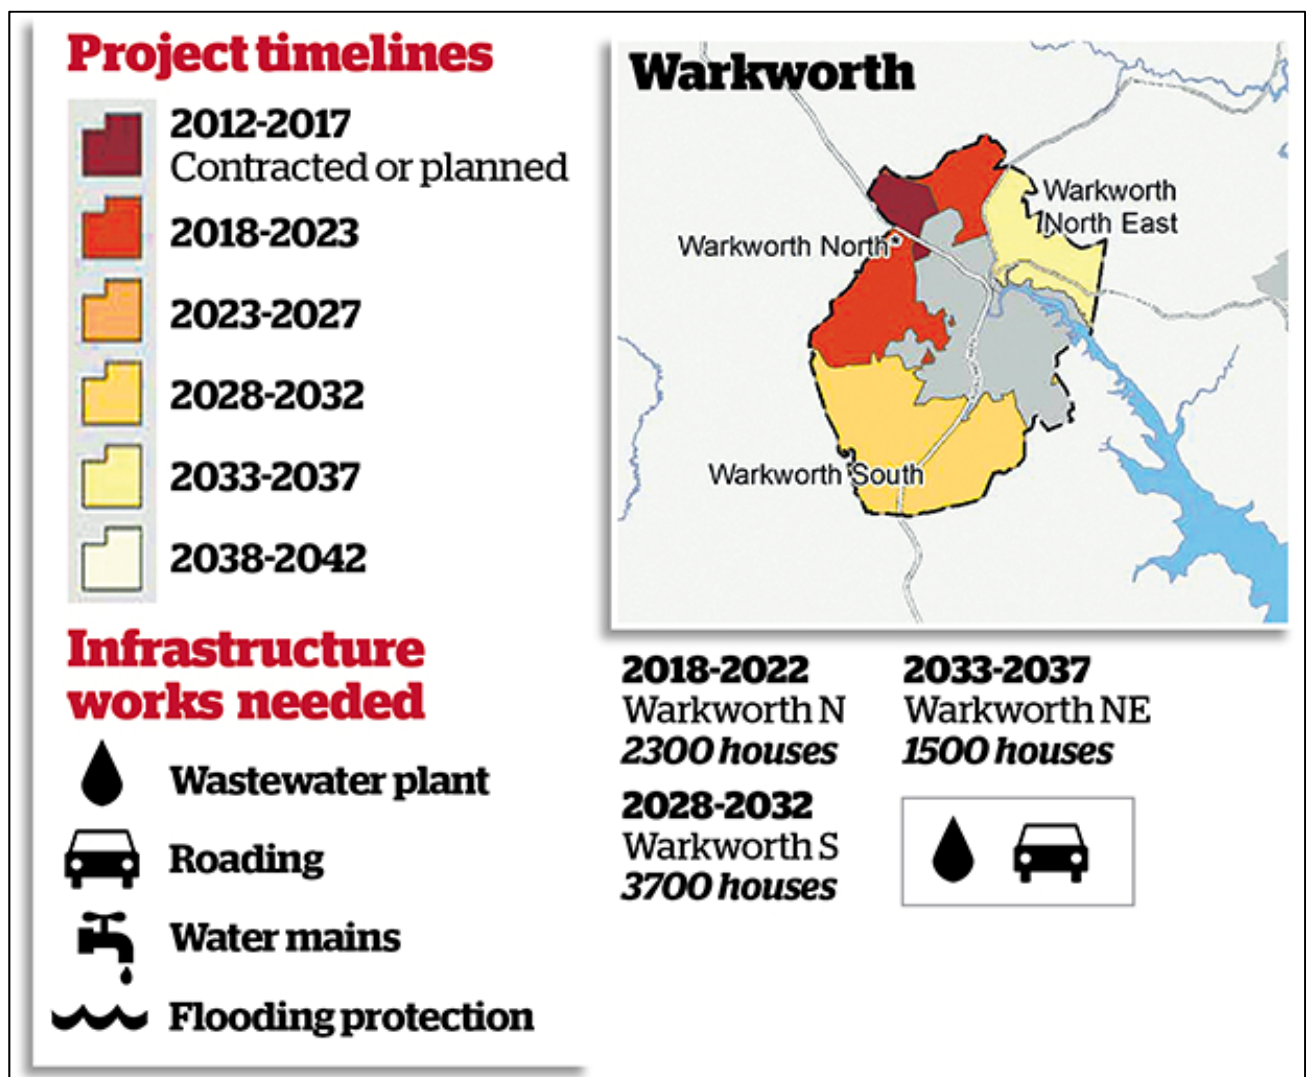 Project timelines
2012-2017
Contracted or planned
2018-2023
2023-2027
2028-2032
2033-2037
2038-2042
Infrastructure
works needed
Wastewater plant
Roading
Water mains
Flooding protection
Warkworth
Warkworth
North East
Warkworth North*
Warkworth South
2018-2022
Warkworth N
2300 houses
2033-2037
Warkworth NE
1500 houses
2028-2032
Warkworth S
3700 houses